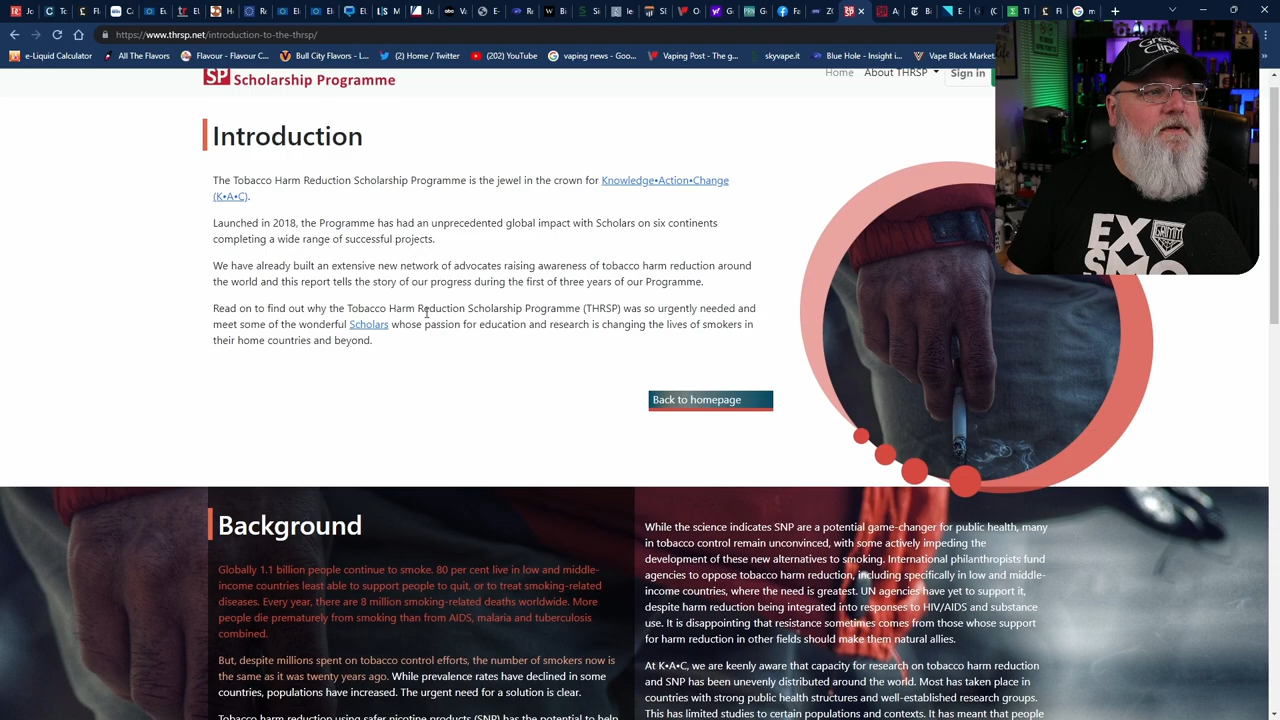 https://www.thrsp.net/introduction-to-the-thrsp/
e-Liquid Calculator
All The Flavors
Flavour - Flavour C...
Bull City Flavors - L...
(2) Home / Twitter
(202) YouTube
vaping news - Goo...
Vaping Post - The g...
skyvape.it
Blue Hole - Insight i...
Vape Black Market
SP Scholarship Programme
Home
About THRSP
Sign in
Introduction
The Tobacco Harm Reduction Scholarship Programme is the jewel in the crown for Knowledge•Action•Change
(K•A•C).
Launched in 2018, the Programme has had an unprecedented global impact with Scholars on six continents
completing a wide range of successful projects.
We have already built an extensive new network of advocates raising awareness of tobacco harm reduction around
the world and this report tells the story of our progress during the first of three years of our Programme.
Read on to find out why the Tobacco Harm Reduction Scholarship Programme (THRSP) was so urgently needed and
meet some of the wonderful Scholars whose passion for education and research is changing the lives of smokers in
their home countries and beyond.
Back to homepage
Background
Globally 1.1 billion people continue to smoke. 80 per cent live in low and middle-
income countries least able to support people to quit, or to treat smoking-related
diseases. Every year, there are 8 million smoking-related deaths worldwide. More
people die prematurely from smoking than from AIDS, malaria and tuberculosis
combined.
But, despite millions spent on tobacco control efforts, the number of smokers now is
the same as it was twenty years ago. While prevalence rates have declined in some
countries, populations have increased. The urgent need for a solution is clear.
Tobacco harm reduction using safer nicotine products (SNP) has the potential to help
While the science indicates SNP are a potential game-changer for public health, many
in tobacco control remain unconvinced, with some actively impeding the
development of these new alternatives to smoking. International philanthropists fund
agencies to oppose tobacco harm reduction, including specifically in low and middle-
income countries, where the need is greatest. UN agencies have yet to support it,
despite harm reduction being integrated into responses to HIV/AIDS and substance
use. It is disappointing that resistance sometimes comes from those whose support
for harm reduction in other fields should make them natural allies.
At K•A•C, we are keenly aware that capacity for research on tobacco harm reduction
and SNP has been unevenly distributed around the world. Most has taken place in
countries with strong public health structures and well-established research groups.
This has limited studies to certain populations and contexts. It has meant that people
Great Clips
EX
SMO